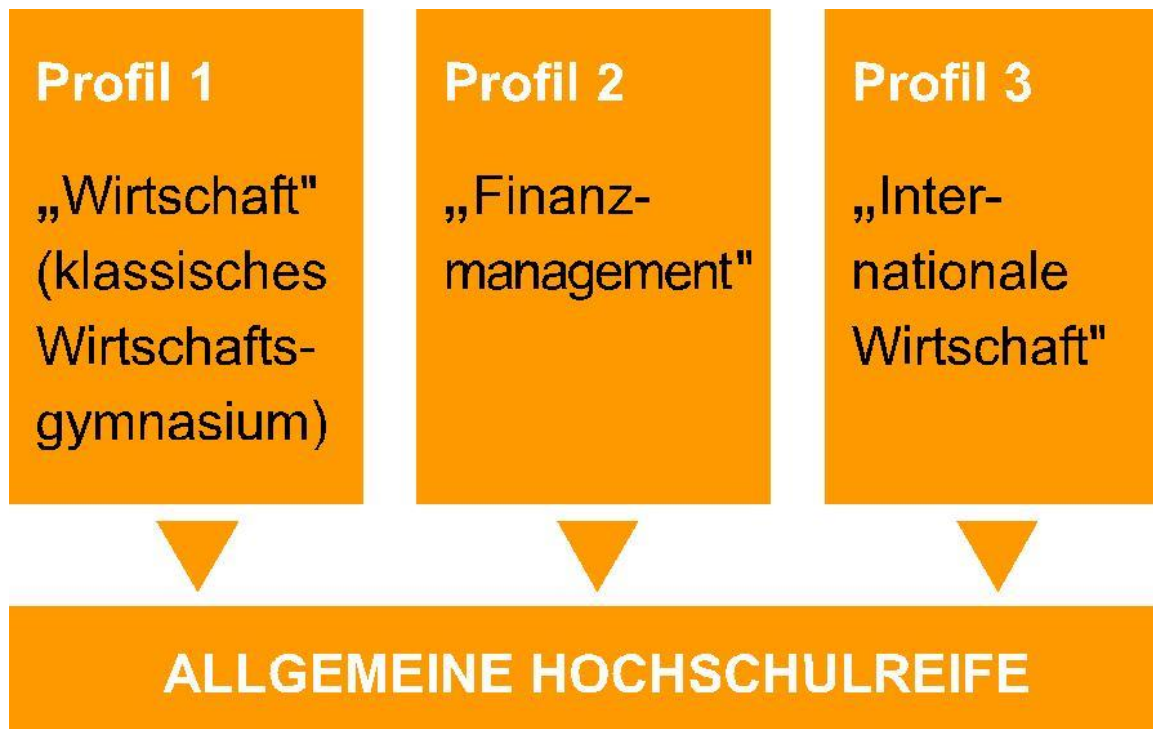 Profil 1
„Wirtschaft"
(klassisches
Wirtschafts-
gymnasium)
Profil 2
„Finanz-
management"
Profil 3
„Inter-
nationale
Wirtschaft"
ALLGEMEINE HOCHSCHULREIFE